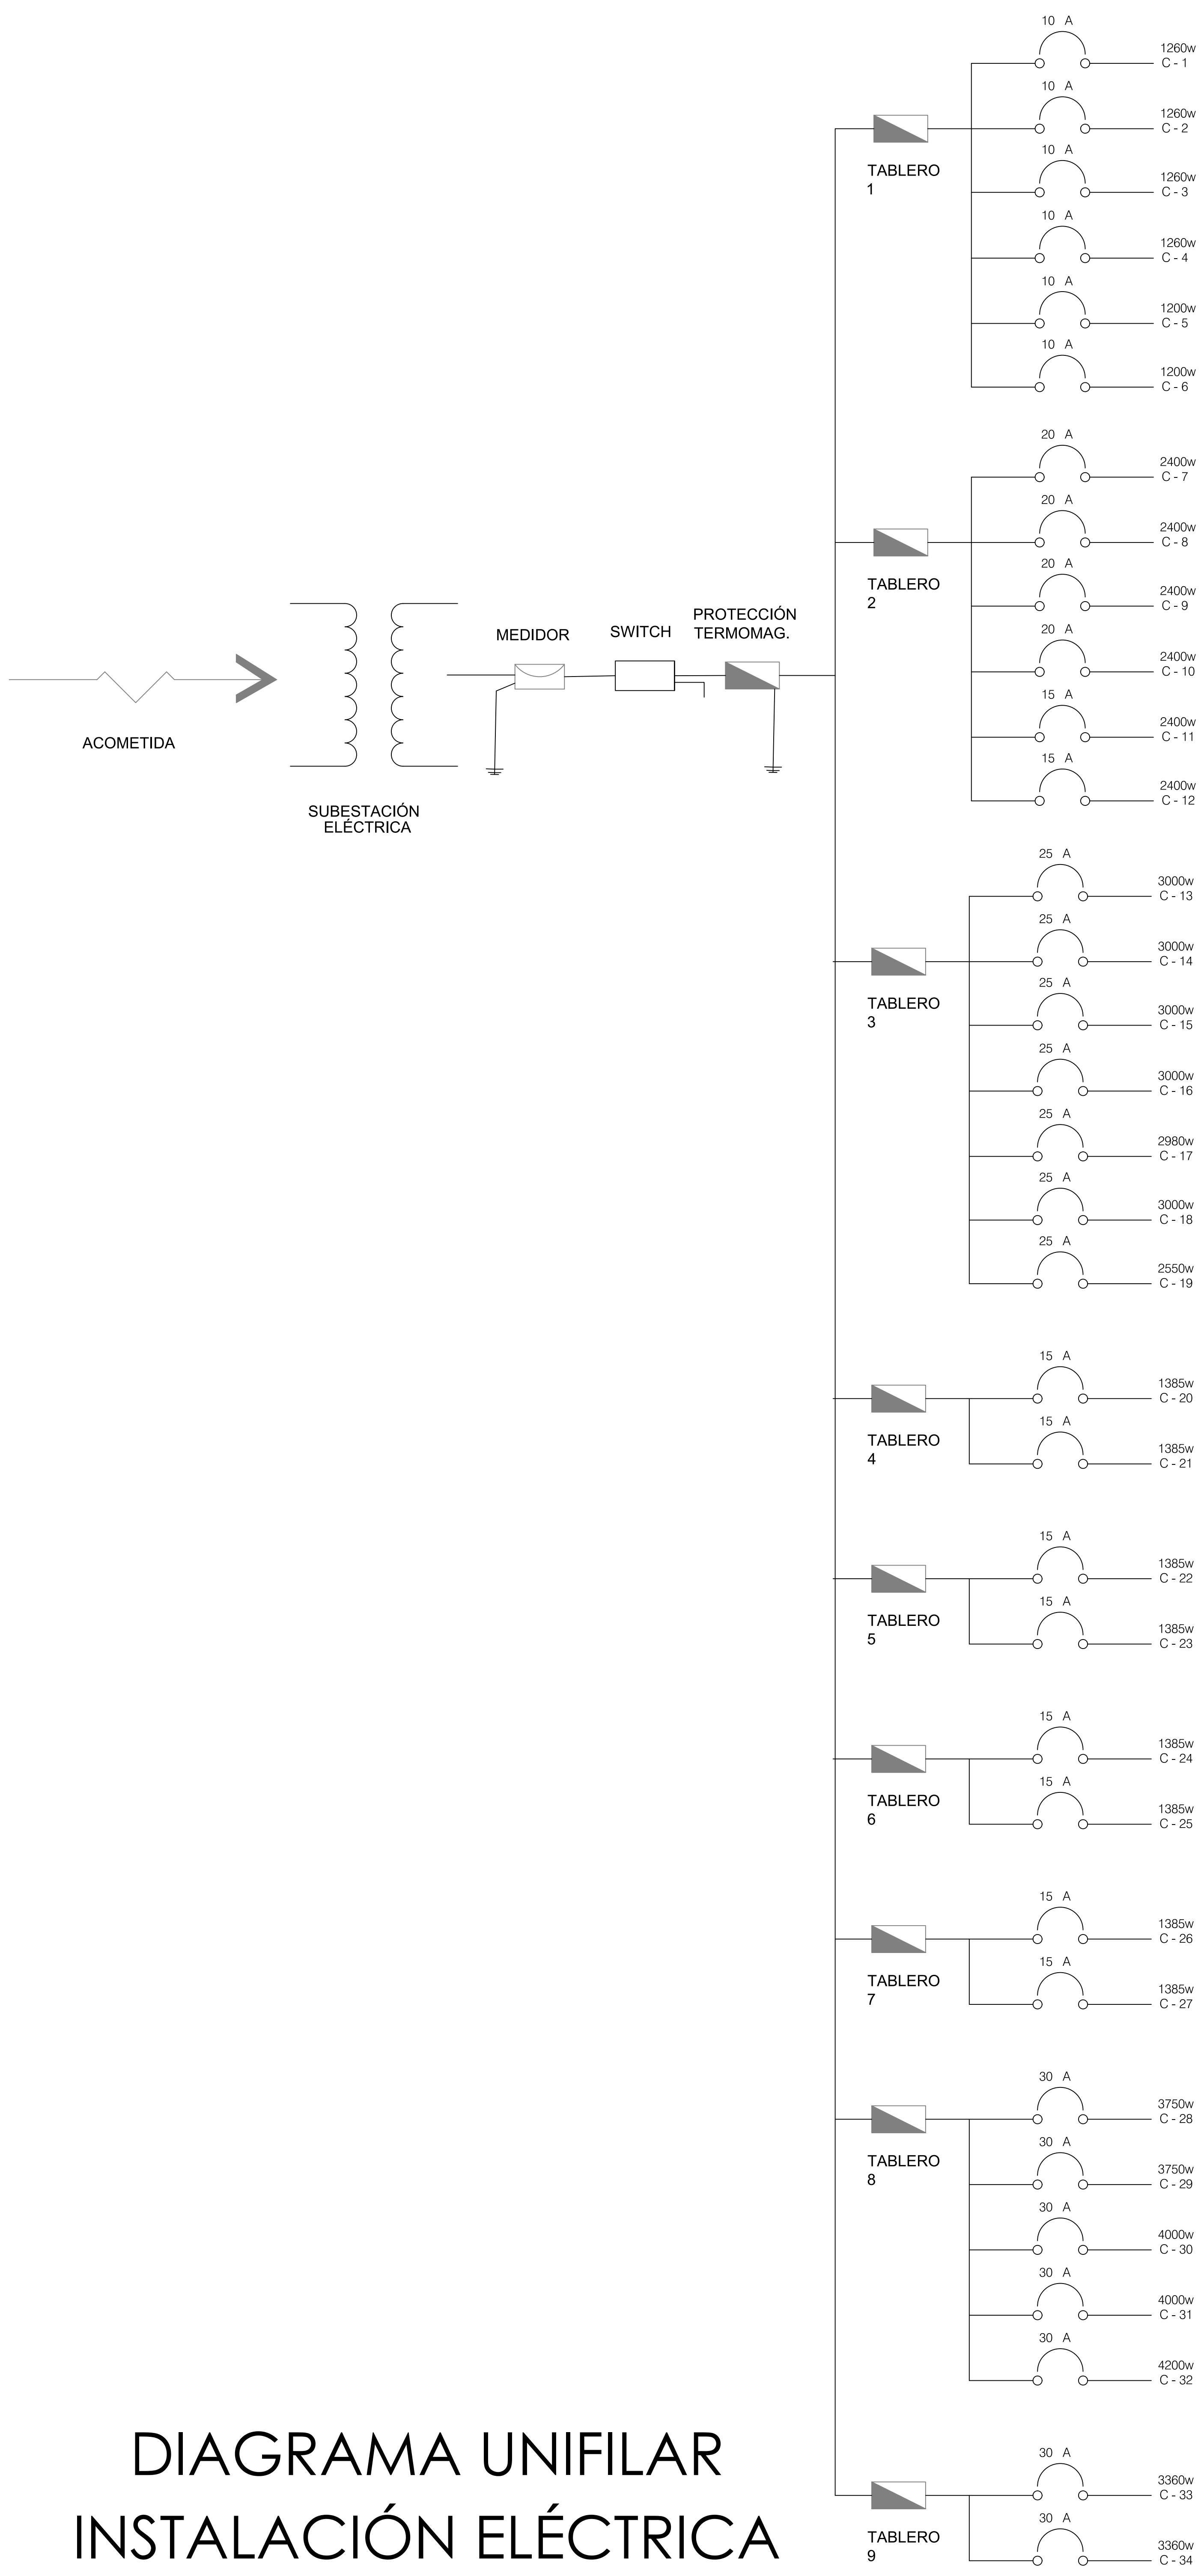 10 A
1260w
C - 1
10 A
1260w
C - 2
10 A
1260w
C - 3
10 A
1260w
C - 4
10 A
1200w
C - 5
10 A
1200w
C - 6
TABLERO
1
20 A
2400w
C - 7
20 A
2400w
C - 8
20 A
2400w
C - 9
20 A
2400w
C - 10
15 A
2400w
C - 11
15 A
2400w
C - 12
TABLERO
2
ACOMETIDA
SUBESTACIÓN
ELÉCTRICA
MEDIDOR
SWITCH
PROTECCIÓN
TERMOMAG.
25 A
3000w
C - 13
25 A
3000w
C - 14
25 A
3000w
C - 15
25 A
3000w
C - 16
25 A
2980w
C - 17
25 A
3000w
C - 18
25 A
2550w
C - 19
TABLERO
3
15 A
1385w
C - 20
15 A
1385w
C - 21
TABLERO
4
15 A
1385w
C - 22
15 A
1385w
C - 23
TABLERO
5
15 A
1385w
C - 24
15 A
1385w
C - 25
TABLERO
6
15 A
1385w
C - 26
15 A
1385w
C - 27
TABLERO
7
30 A
3750w
C - 28
30 A
3750w
C - 29
30 A
4000w
C - 30
30 A
4000w
C - 31
30 A
4200w
C - 32
TABLERO
8
30 A
3360w
C - 33
30 A
3360w
C - 34
TABLERO
9
DIAGRAMA UNIFILAR
INSTALACIÓN ELÉCTRICA